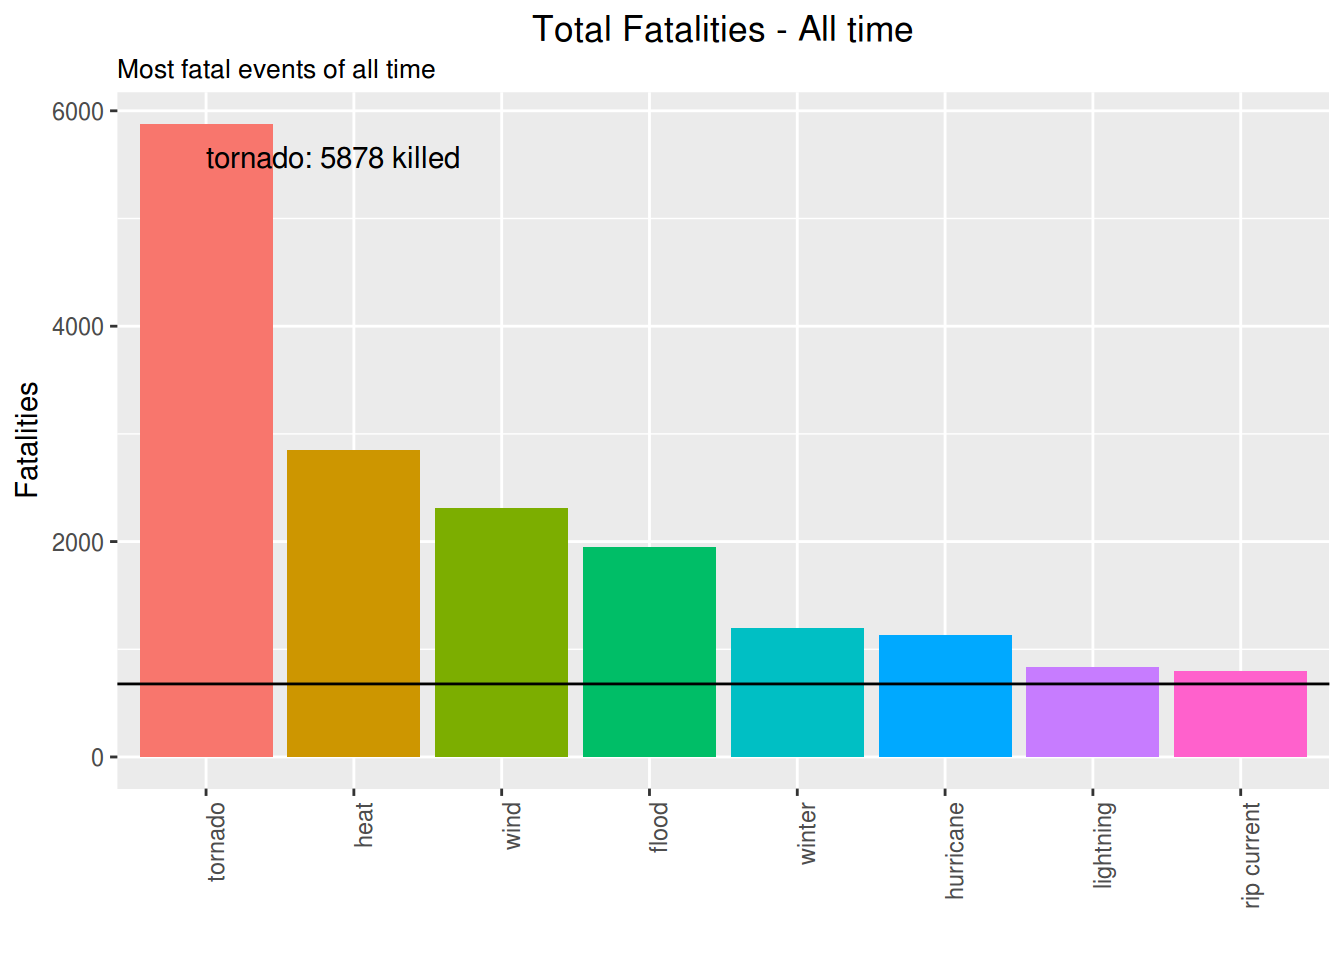 Total Fatalities - All time
Most fatal events of all time
6000
tornado: 5878 killed
4000
Fatalities
2000
0
tornado
heat
wind
flood
winter
hurricane
lightning
rip current